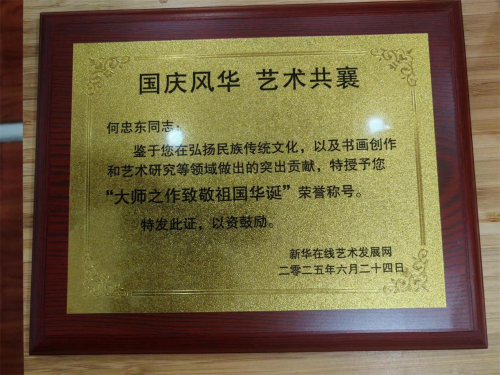 国庆风华 艺术共襄
何忠东同志：
鉴于您在弘扬民族传统文化，以及书画创作
和艺术研究等领域做出的突出贡献，特授予您
“大师之作致敬祖国华诞”荣誉称号。
特发此证，以资鼓励。
新华在线艺术发展网
二零二五年六月二十四日